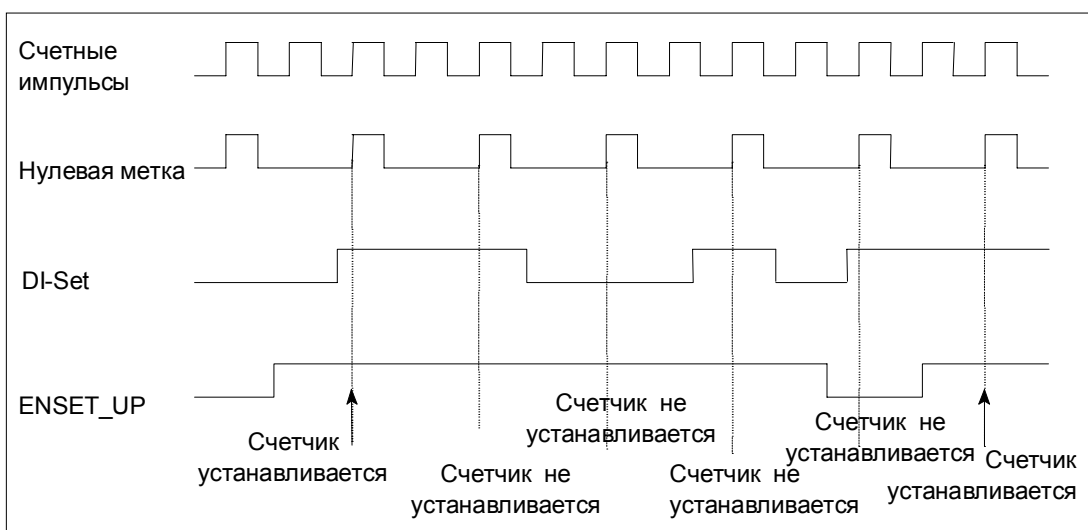 Счетные
импульсы
Нулевая метка
DI-Set
ENSET_UP
Счетчик
устанавливается
Счетчик не
устанавливается
Счетчик не
устанавливается
Счетчик не
устанавливается
Счетчик не
устанавливается
Счетчик
устанавливается